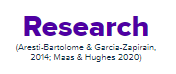 Research
(Aresti-Bartolome & Garcia-Zapirain,
2014; Maas & Hughes 2020)